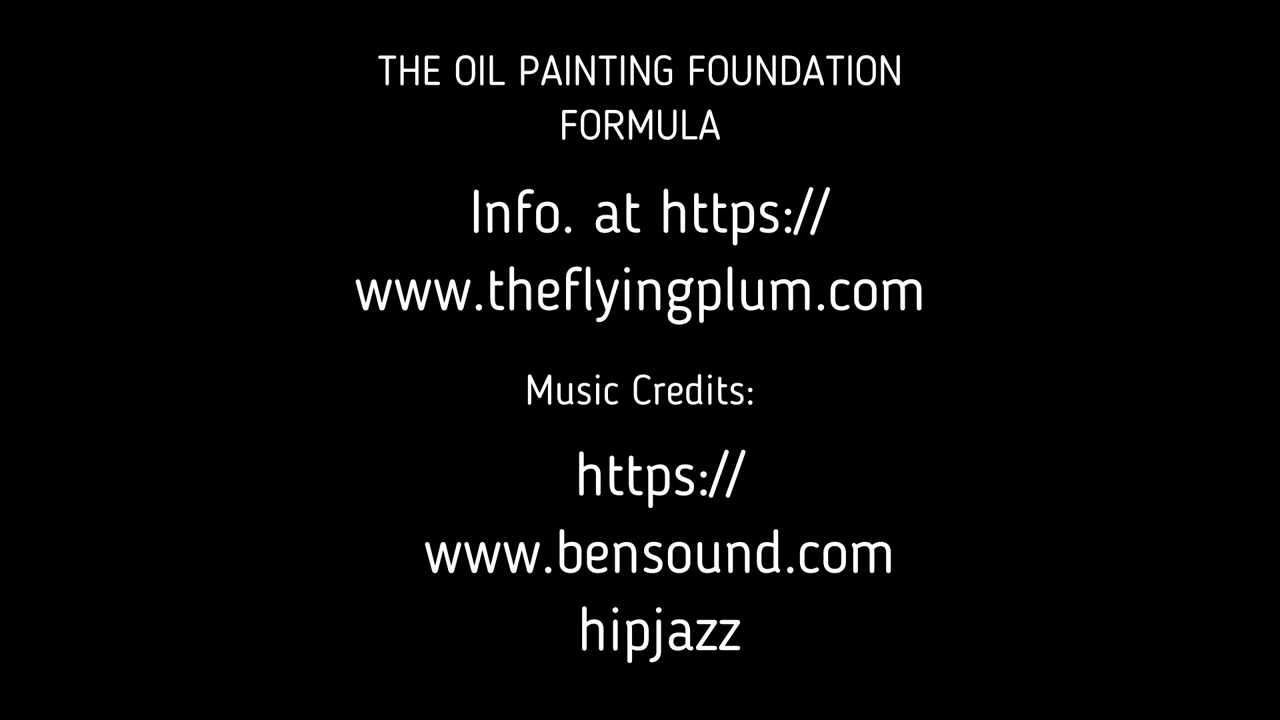 THE OIL PAINTING FOUNDATION
FORMULA
Info. at https://
www.theflyingplum.com
Music Credits:
https://
www.bensound.com
hipjazz